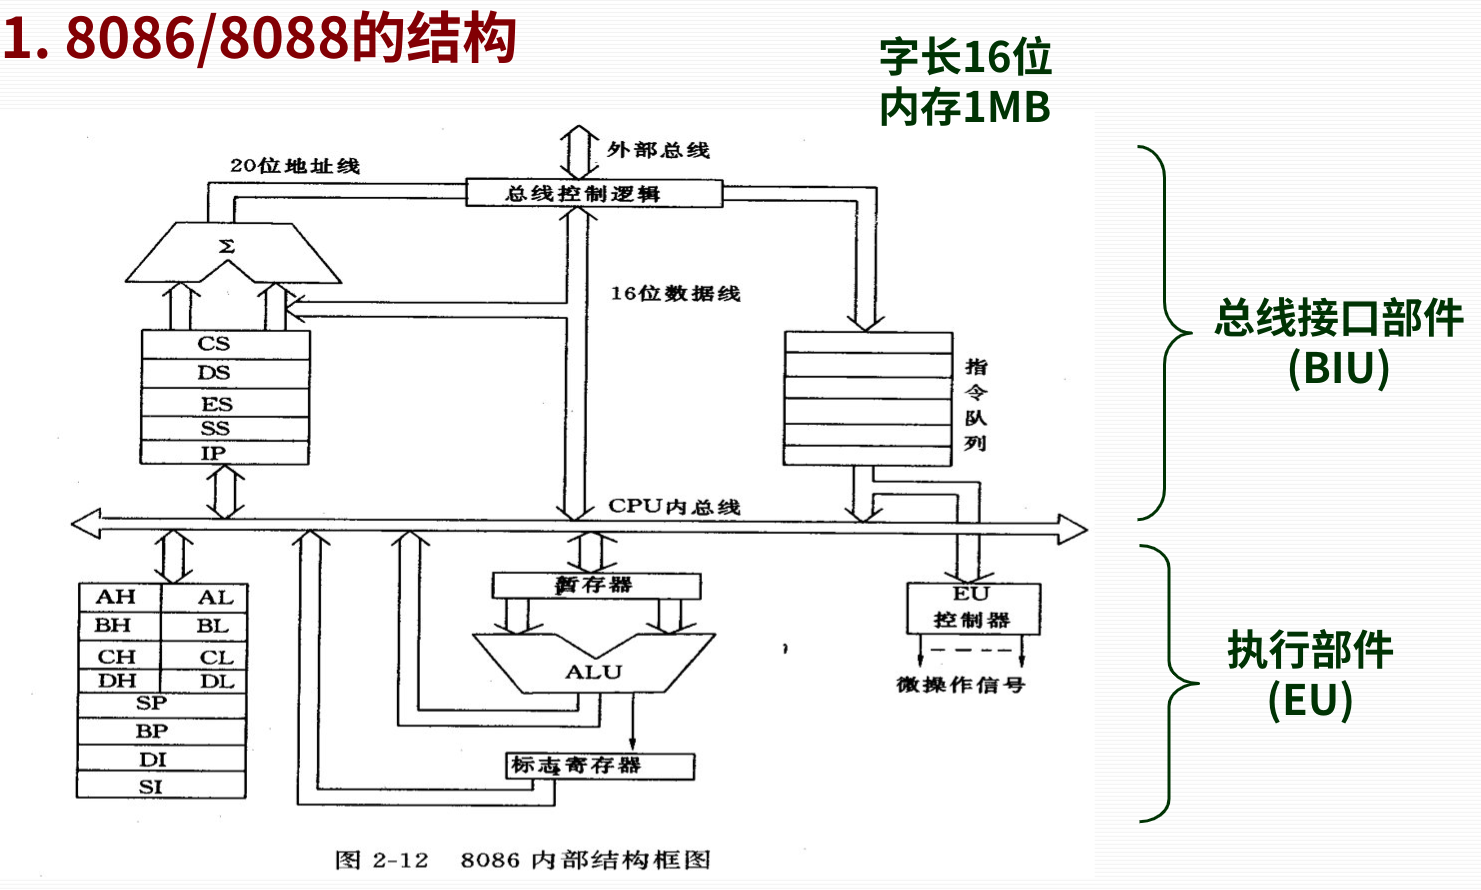 1. 8086/8088的结构
字长16位
内存1MB
外部总线
20位地址线
总线控制逻辑
Σ
16位数据线
CS
DS
ES
SS
IP
指令队列
总线接口部件
(BIU)
CPU内总线
AH AL
BH BL
CH CL
DH DL
SP
BP
DI
SI
暂存器
ALU
标志寄存器
EU
控制器
微操作信号
执行部件
(EU)
图 2-12 8086 内部结构框图